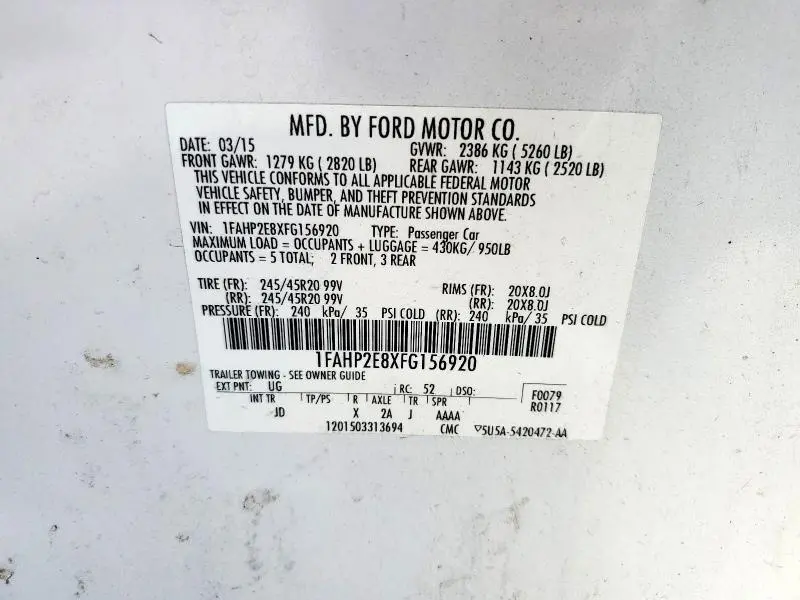 MFD. BY FORD MOTOR CO.
DATE: 03/15 GVWR: 2386 KG ( 5260 LB)
FRONT GAWR: 1279 KG ( 2820 LB) REAR GAWR: 1143 KG ( 2520 LB)
THIS VEHICLE CONFORMS TO ALL APPLICABLE FEDERAL MOTOR
VEHICLE SAFETY, BUMPER, AND THEFT PREVENTION STANDARDS
IN EFFECT ON THE DATE OF MANUFACTURE SHOWN ABOVE.
VIN: 1FAHP2E8XFG156920 TYPE: Passenger Car
MAXIMUM LOAD = OCCUPANTS + LUGGAGE = 430KG/ 950LB
OCCUPANTS = 5 TOTAL; 2 FRONT, 3 REAR
TIRE (FR): 245/45R20 99V RIMS (FR): 20X8.0J
(RR): 245/45R20 99V (RR): 20X8.0J
PRESSURE (FR): 240 kPa/ 35 PSI COLD (RR): 240 kPa/ 35 PSI COLD
1FAHP2E8XFG156920
TRAILER TOWING - SEE OWNER GUIDE
EXT PNT: UG RC: 52 DSO: F0079
INT TR TP/PS R AXLE TR SPR R0117
JD X 2A J AAAA
1201503313694 CMC ▽5U5A-5420472-AA